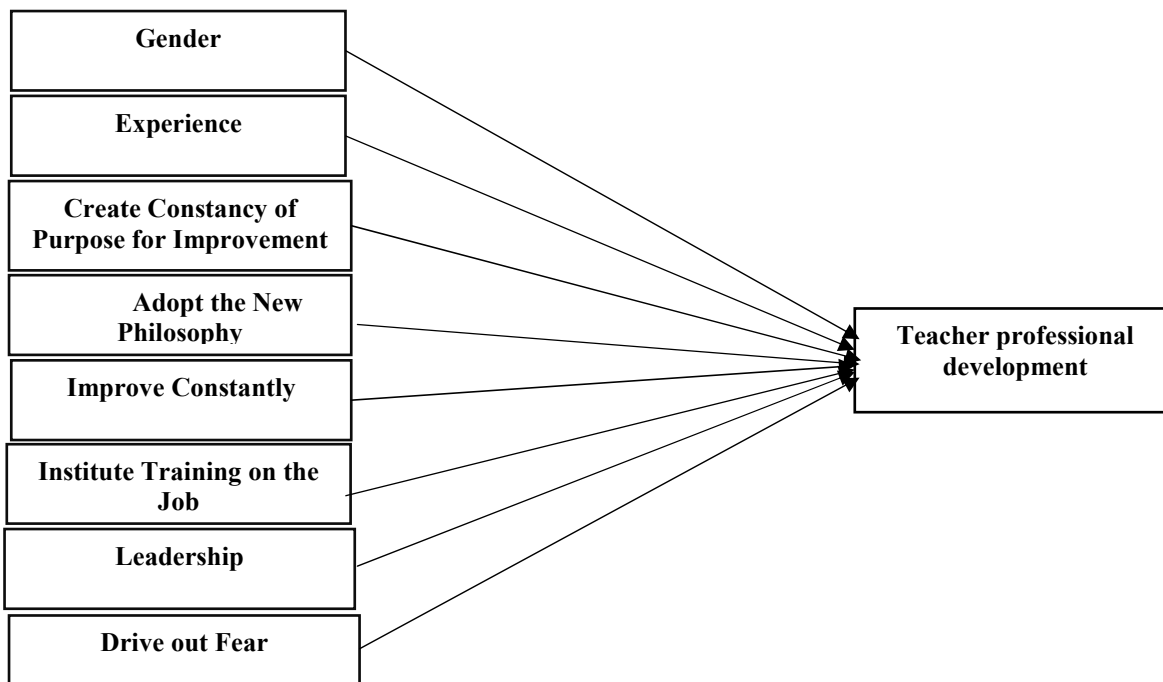 Gender
Experience
Create Constancy of
Purpose for Improvement
Adopt the New
Philosophy
Improve Constantly
Institute Training on the
Job
Leadership
Drive out Fear
Teacher professional
development